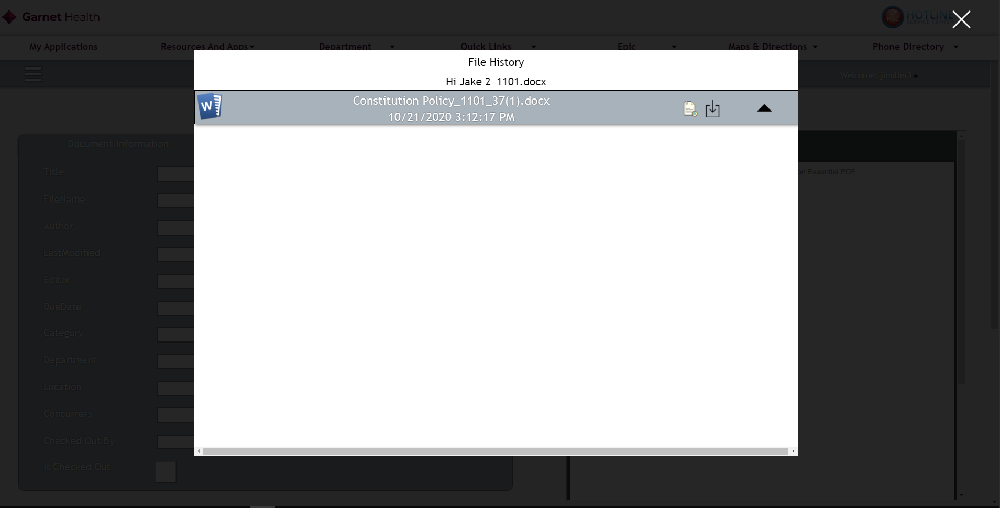 Garnet Health
HSC HOTLINE
SERVICE CENTER
My Applications
Resources And Apps
Department
Quick Links
Epic
Maps & Directions
Phone Directory
File History
Hi Jake 2_1101.docx
Welcome: jmuller3
W
Constitution Policy_1101_37(1).docx
10/21/2020 3:12:17 PM
Document Information
Title
on Essential PDF
FileName
Author
LastModified
Editor
DueDate
Category
Department
Location
Concurrers
Checked Out By
Is Checked Out